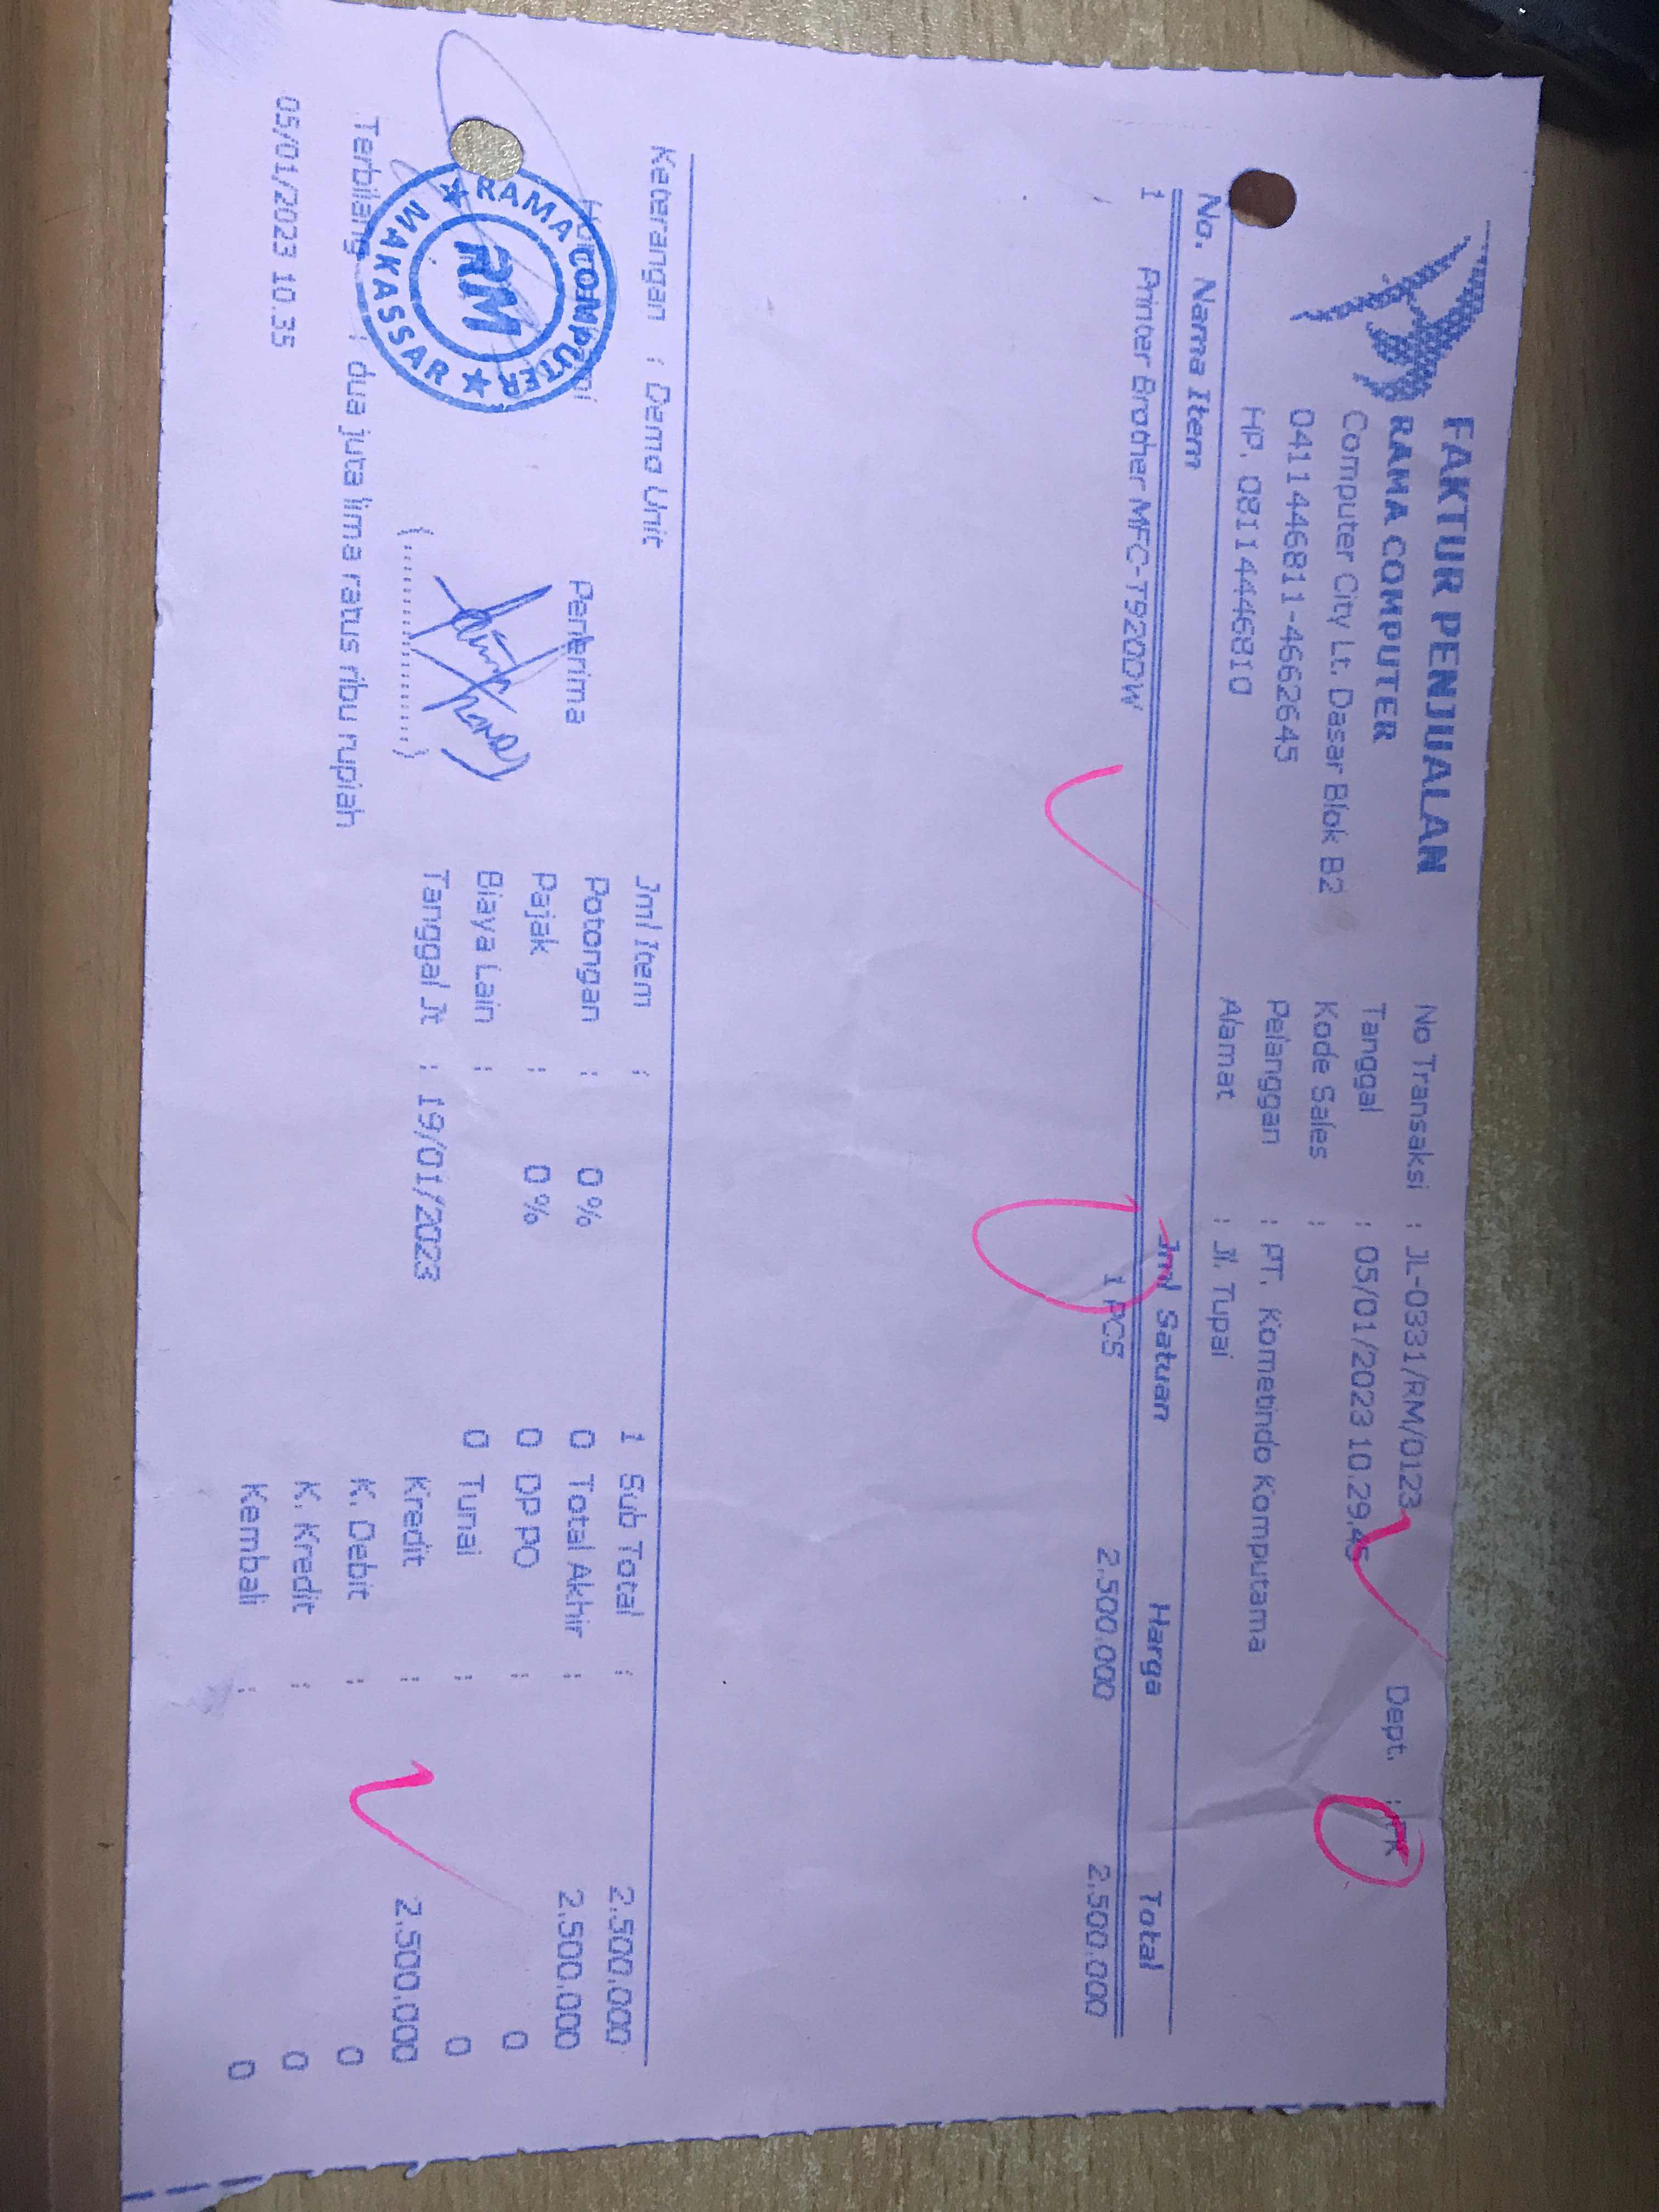 FAKTUR PENJUALAN
RAMA COMPUTER
Computer City Lt. Dasar Blok B2
0411446811-4662645
HP. 08114446810
No Transaksi : JL-0331/RM/0123
Tanggal : 05/01/2023 10.29.45
Kode Sales :
Pelanggan : PT. Kometindo Komputama
Alamat : Jl. Tupai
Dept. :
No. Nama Item Jml Satuan Harga Total
1 Printer Brother MFC-T920DW 1 PCS 2.500.000 2.500.000
Keterangan : Demo Unit
Penerima
(..................)
RAMA COMPUTER
RM
MAKASSAR
Jml Item : 1
Potongan : 0 % 0
Pajak : 0 % 0
Biaya Lain : 0
Tanggal Jt : 19/01/2023
Sub Total : 2.500.000
Total Akhir : 2.500.000
DP PO : 0
Tunai : 0
Kredit : 2.500.000
K. Debit : 0
K. Kredit : 0
Kembali : 0
Terbilang : dua juta lima ratus ribu rupiah
05/01/2023 10.35